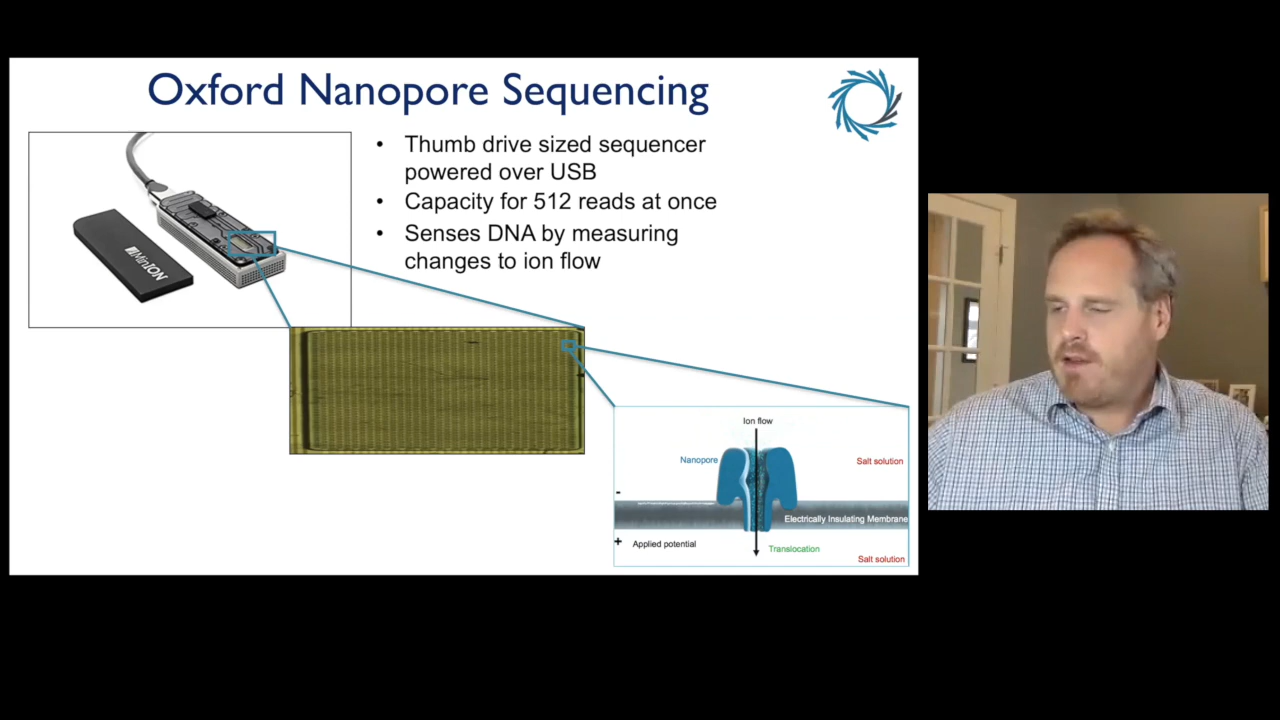 Oxford Nanopore Sequencing
• Thumb drive sized sequencer
powered over USB
• Capacity for 512 reads at once
• Senses DNA by measuring
changes to ion flow
MinION
Ion flow
Nanopore
Salt solution
-
Electrically Insulating Membrane
+ Applied potential
Translocation
Salt solution